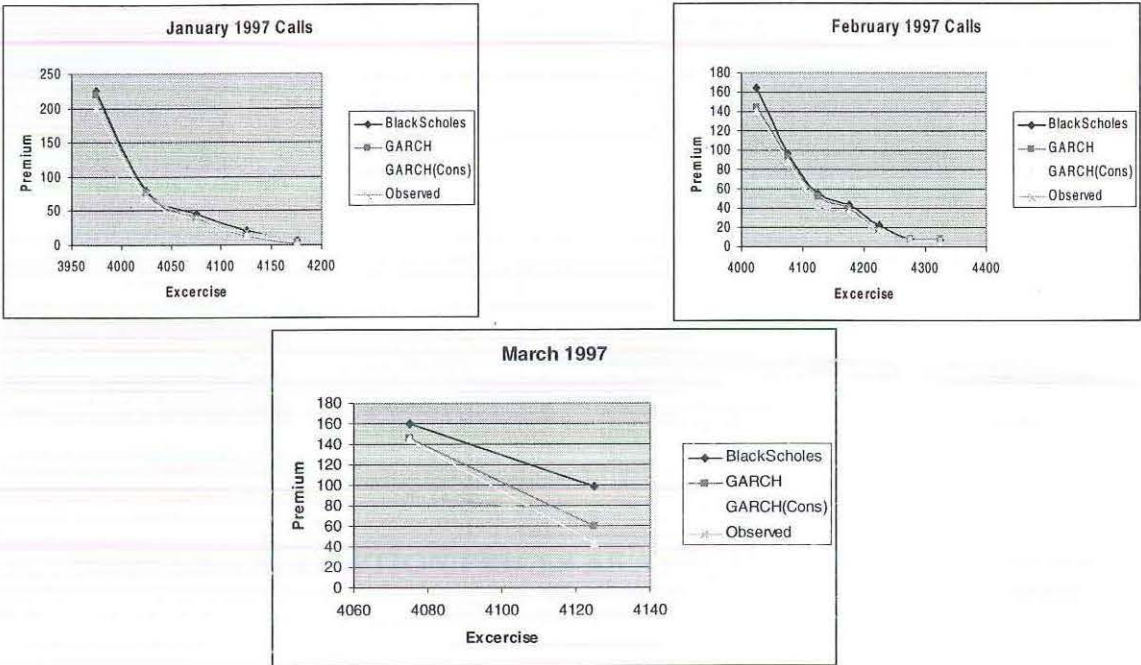 January 1997 Calls
250
200
150
100
50
0
3950 4000 4050 4100 4150 4200
Premium
Excercise
BlackScholes
GARCH
GARCH(Cons)
Observed
February 1997 Calls
180
160
140
120
100
80
60
40
20
0
4000 4100 4200 4300 4400
Premium
Excercise
BlackScholes
GARCH
GARCH(Cons)
Observed
March 1997
180
160
140
120
100
80
60
40
20
0
4060 4080 4100 4120 4140
Premium
Excercise
BlackScholes
GARCH
GARCH(Cons)
Observed